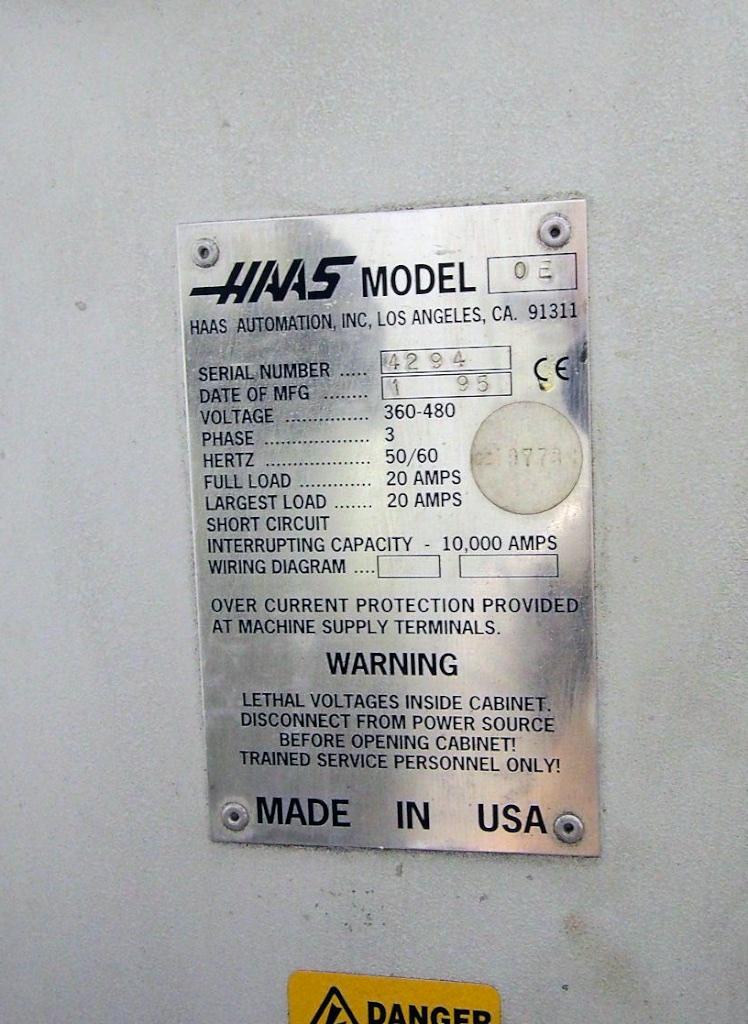 HAAS MODEL 0E
HAAS AUTOMATION, INC, LOS ANGELES, CA. 91311
SERIAL NUMBER ..... 4294
CE
DATE OF MFG ........ 1 95
VOLTAGE .............. 360-480
PHASE ................... 3
HERTZ ................... 50/60
FULL LOAD ............. 20 AMPS
LARGEST LOAD ....... 20 AMPS
SHORT CIRCUIT
INTERRUPTING CAPACITY - 10,000 AMPS
WIRING DIAGRAM ....
OVER CURRENT PROTECTION PROVIDED
AT MACHINE SUPPLY TERMINALS.
WARNING
LETHAL VOLTAGES INSIDE CABINET.
DISCONNECT FROM POWER SOURCE
BEFORE OPENING CABINET!
TRAINED SERVICE PERSONNEL ONLY!
MADE IN USA
DANGER